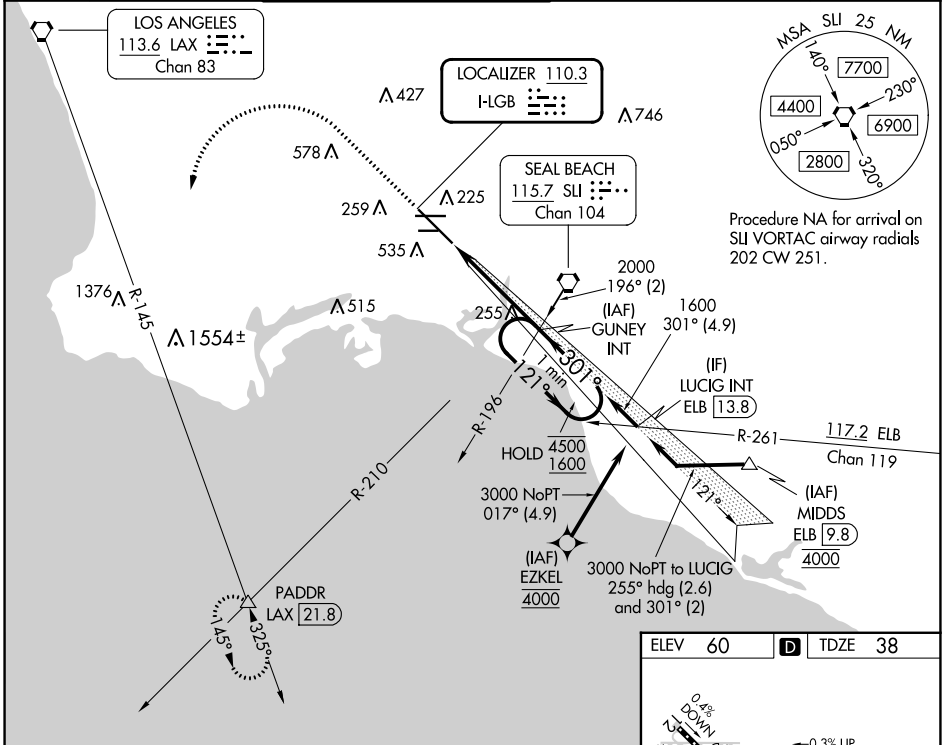 LOS ANGELES
113.6 LAX
Chan 83
LOCALIZER 110.3
I-LGB
SEAL BEACH
115.7 SLI
Chan 104
MSA SLI 25 NM
140°
7700
230°
4400
6900
050°
2800
320°
Procedure NA for arrival on
SLI VORTAC airway radials
202 CW 251.
427
746
578
259
225
535
1376
1554±
515
255
R-145
2000
196° (2)
(IAF)
GUNEY
INT
1600
301° (4.9)
(IF)
LUCIG INT
ELB 13.8
301°
1 min
121°
R-196
HOLD 4500
1600
R-261
117.2 ELB
Chan 119
R-210
3000 NoPT
017° (4.9)
(IAF)
EZKEL
4000
121°
(IAF)
MIDDS
ELB 9.8
4000
3000 NoPT to LUCIG
255° hdg (2.6)
and 301° (2)
PADDR
LAX 21.8
145°
325°
ELEV 60
D
TDZE 38
0.4%
DOWN
12
0.3% UP